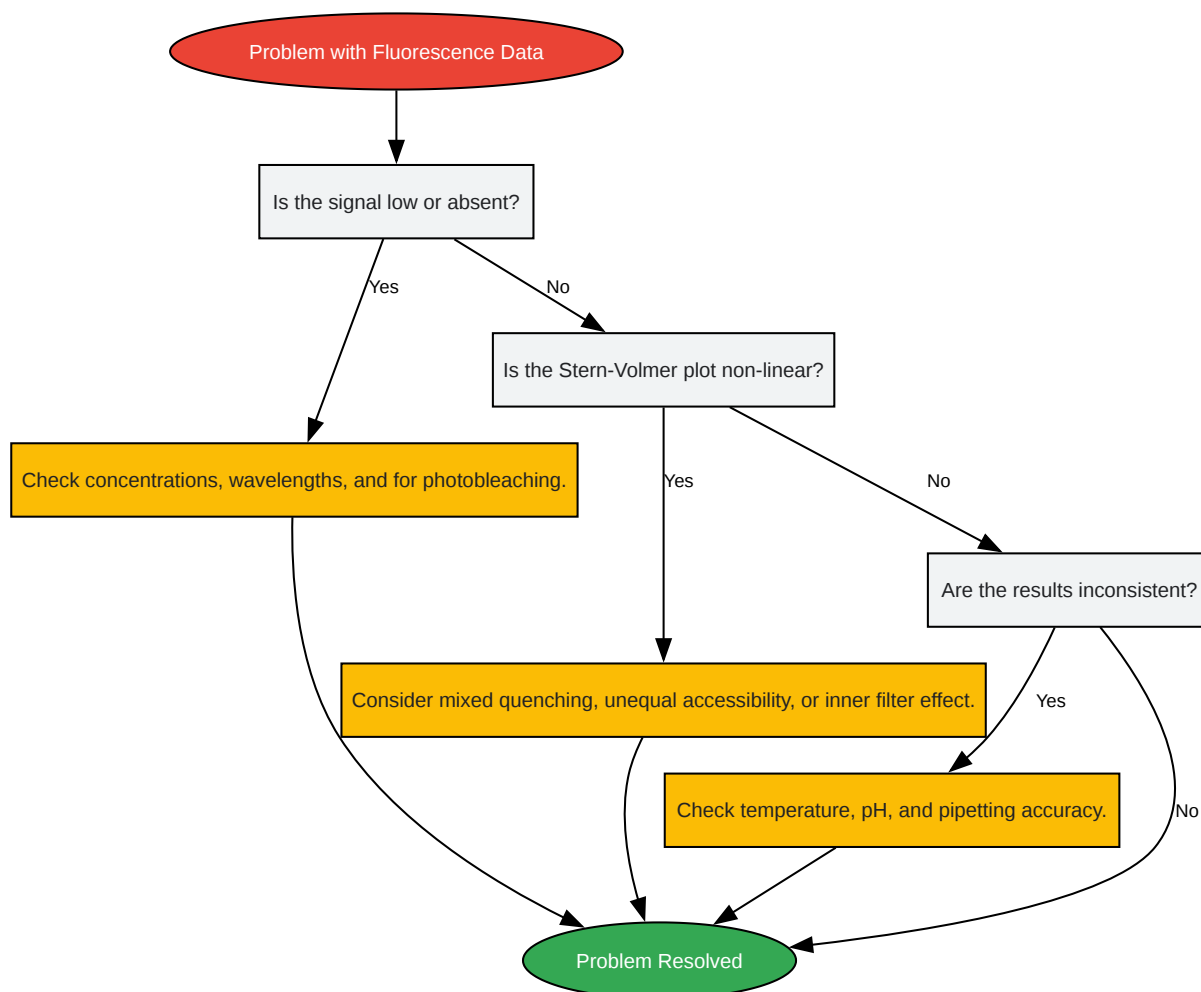 Problem with Fluorescence Data
Is the signal low or absent?
Yes
No
Is the Stern-Volmer plot non-linear?
Check concentrations, wavelengths, and for photobleaching.
Yes
No
Are the results inconsistent?
Consider mixed quenching, unequal accessibility, or inner filter effect.
Yes
Check temperature, pH, and pipetting accuracy.
No
Problem Resolved